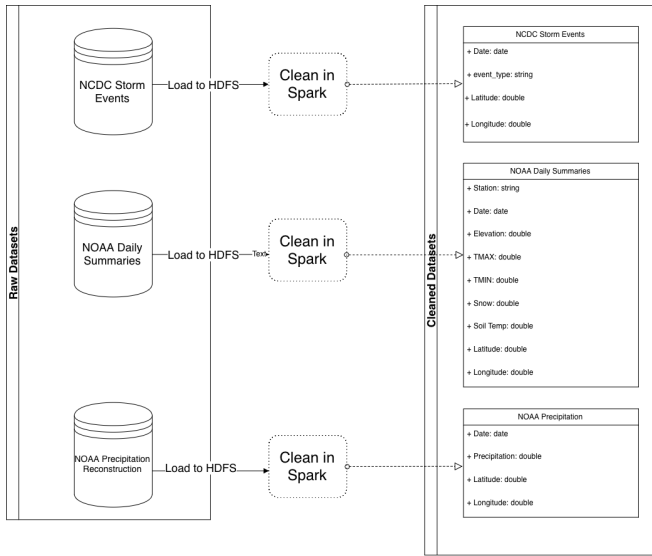 Raw Datasets
NCDC Storm
Events
Load to HDFS
Clean in
Spark
NOAA Daily
Summaries
Load to HDFS
Text
Clean in
Spark
NOAA Precipitation
Reconstruction
Load to HDFS
Clean in
Spark
Cleaned Datasets
NCDC Storm Events
+ Date: date
+ event_type: string
+ Latitude: double
+ Longitude: double
NOAA Daily Summaries
+ Station: string
+ Date: date
+ Elevation: double
+ TMAX: double
+ TMIN: double
+ Snow: double
+ Soil Temp: double
+ Latitude: double
+ Longitude: double
NOAA Precipitation
+ Date: date
+ Precipitation: double
+ Latitude: double
+ Longitude: double